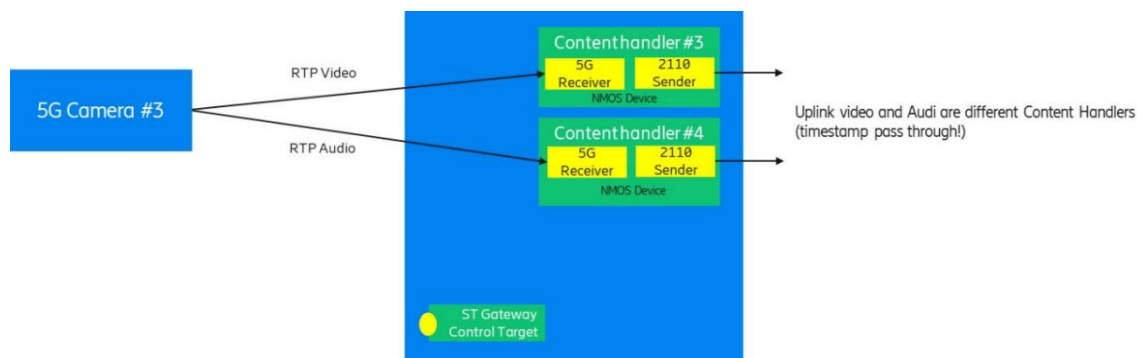 Contenthandler #3
5G
Receiver
2110
Sender
NMOS Device
RTP Video
5G Camera #3
RTP Audio
Contenthandler #4
5G
Receiver
2110
Sender
NMOS Device
Uplink video and Audi are different Content Handlers
(timestamp pass through!)
ST Gateway
Control Target